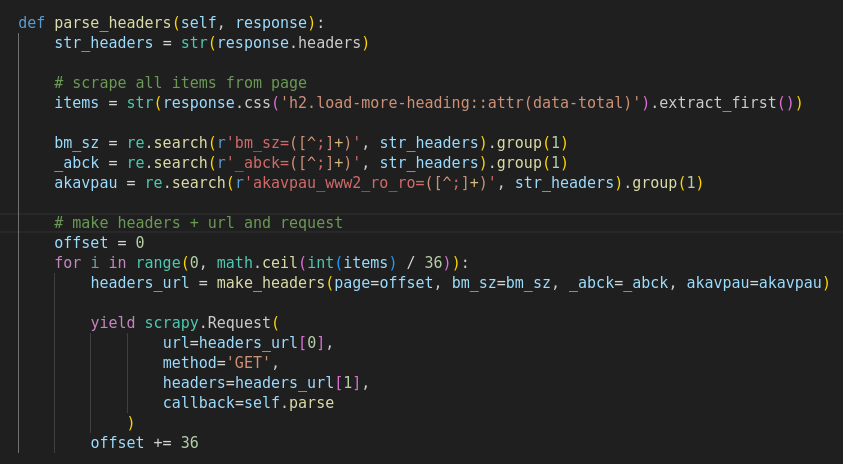 def parse_headers(self, response):
    str_headers = str(response.headers)

    # scrape all items from page
    items = str(response.css('h2.load-more-heading::attr(data-total)').extract_first())

    bm_sz = re.search(r'bm_sz=([^;]+)', str_headers).group(1)
    _abck = re.search(r'_abck=([^;]+)', str_headers).group(1)
    akavpau = re.search(r'akavpau_www2_ro_ro=([^;]+)', str_headers).group(1)

    # make headers + url and request
    offset = 0
    for i in range(0, math.ceil(int(items) / 36)):
        headers_url = make_headers(page=offset, bm_sz=bm_sz, _abck=_abck, akavpau=akavpau)

        yield scrapy.Request(
                url=headers_url[0],
                method='GET',
                headers=headers_url[1],
                callback=self.parse
            )
        offset += 36